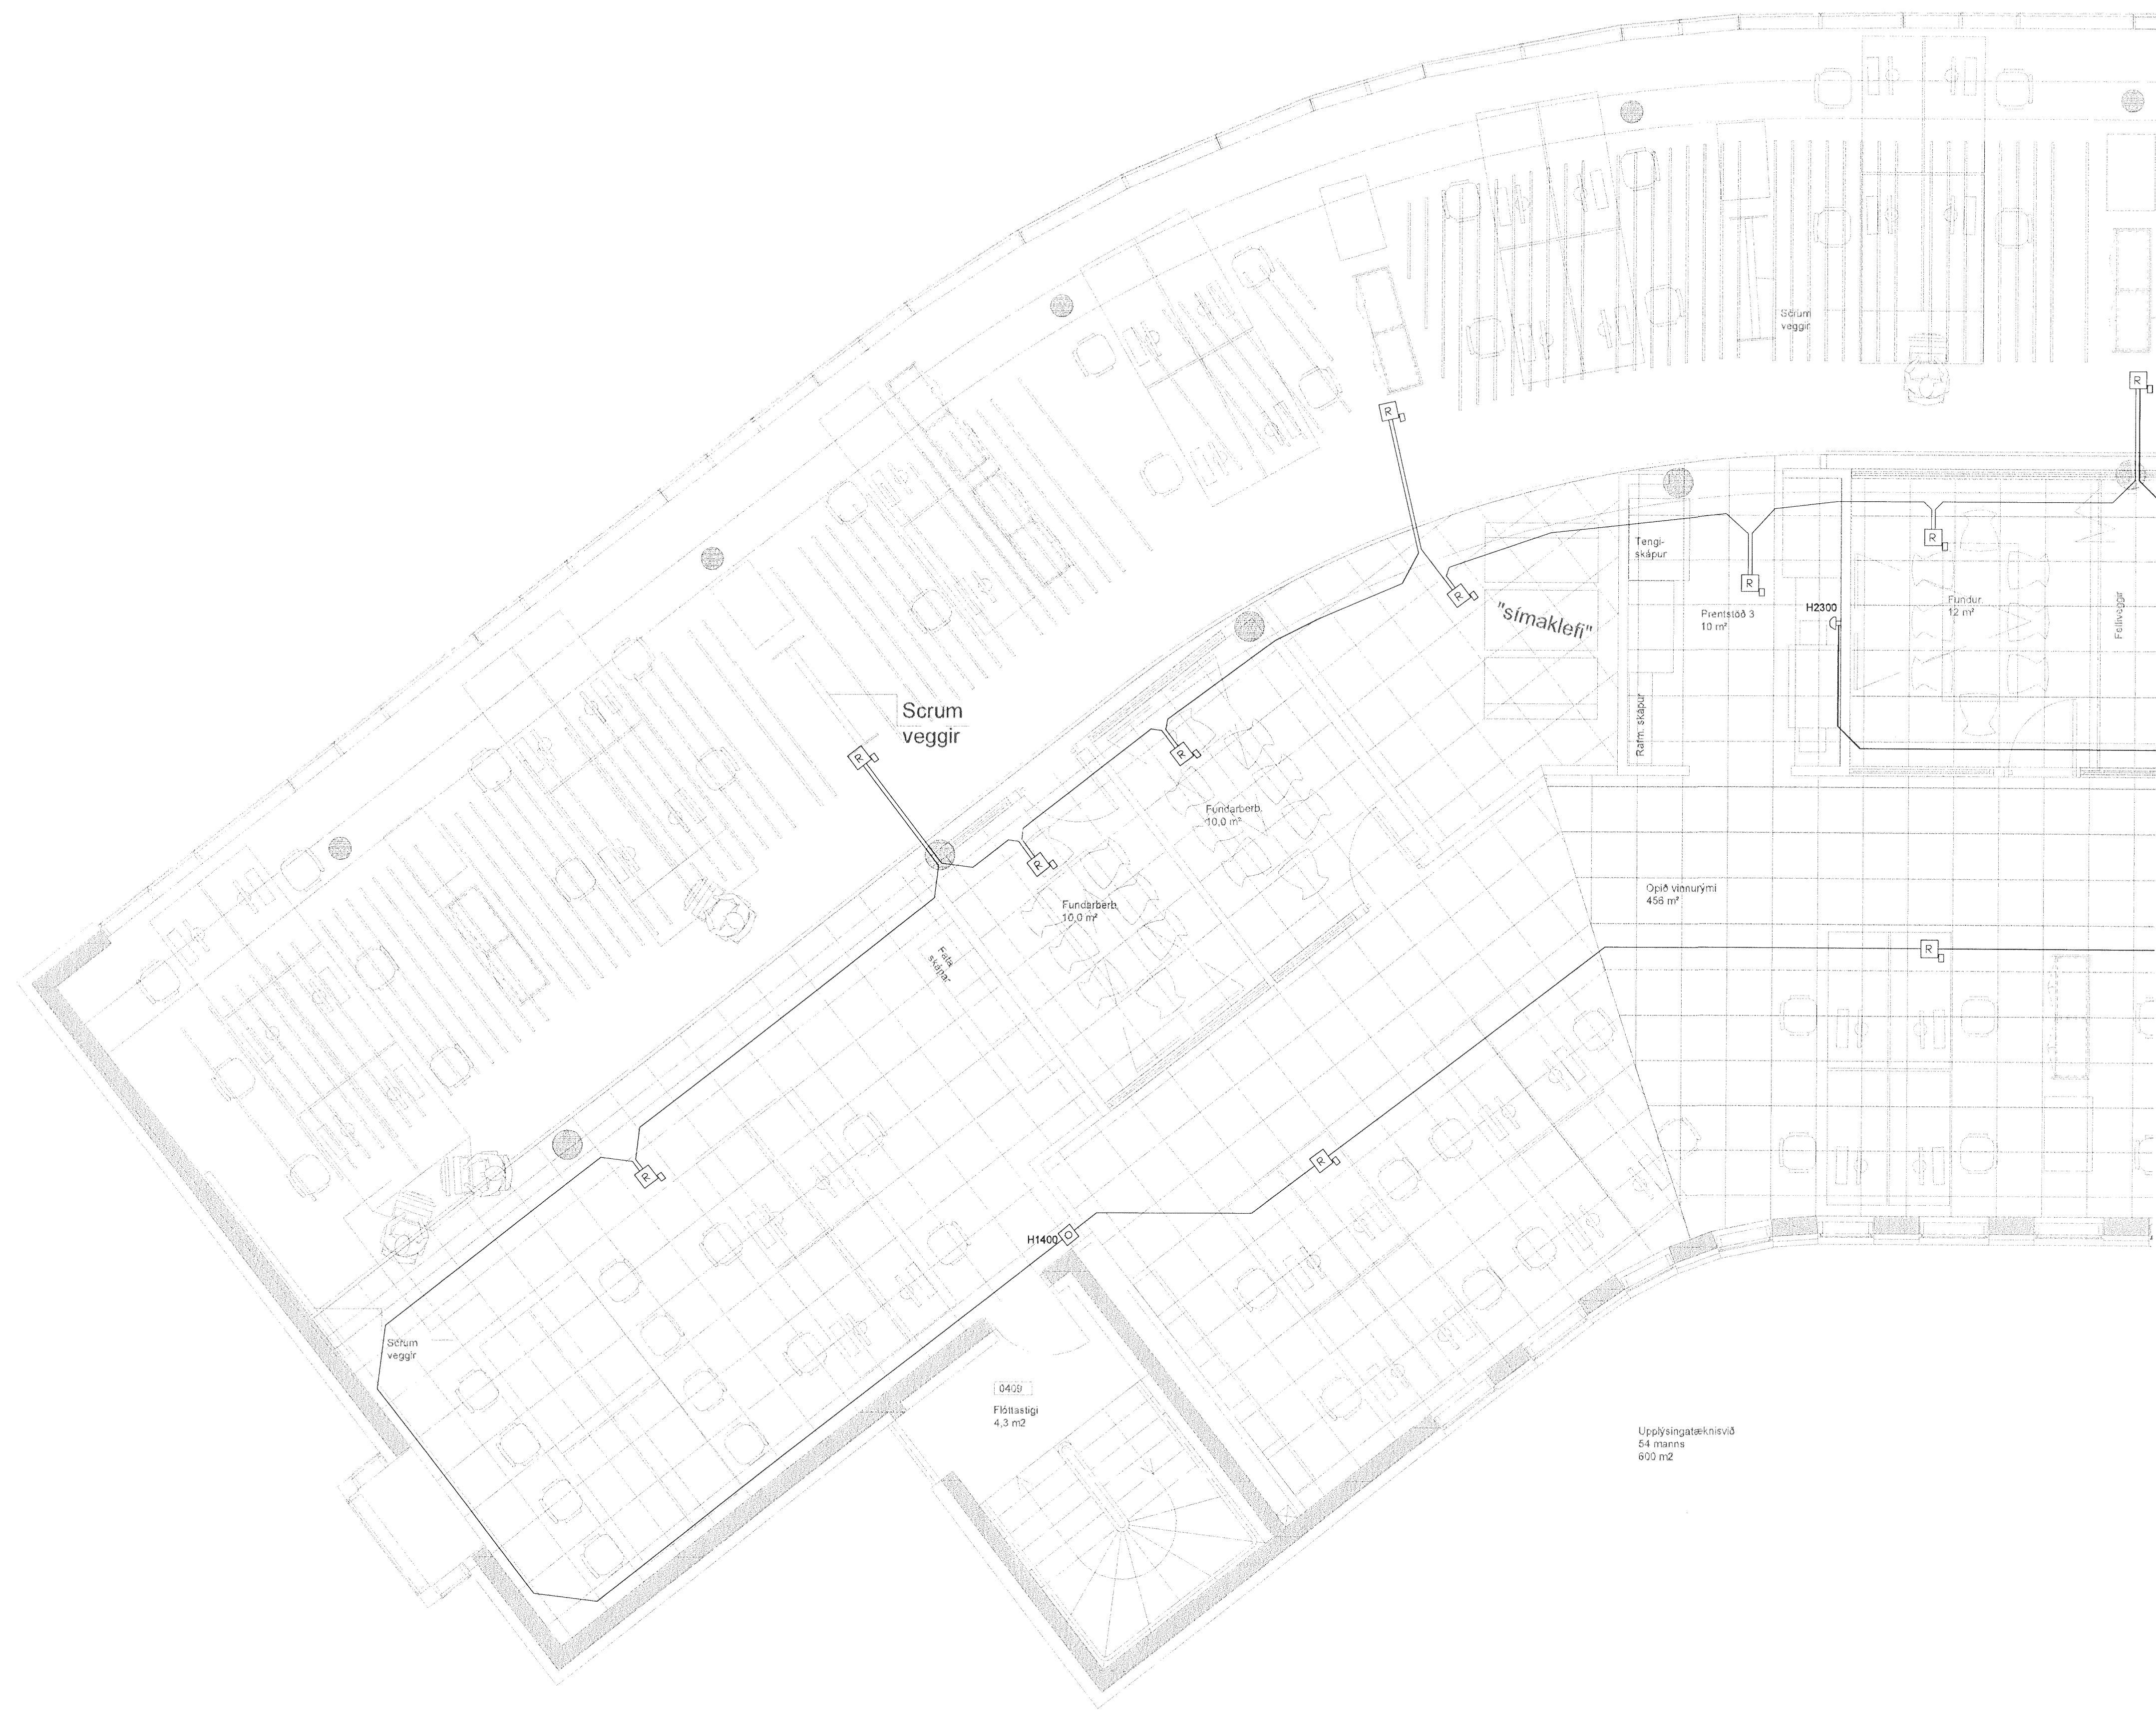 Scrum
veggir
R
R
Tengi-
skápur
R
R
R
"símaklefi"
Prentstöð 3
10 m²
H2300
Fundur.
12 m²
Felliveggir
Rafm. skápur
Scrum
veggir
R
R
Fundarherb.
10,0 m²
R
Fundarherb.
10,0 m²
Opið vinnurými
456 m²
Fata
skápar
R
R
R
H1400
Scrum
veggir
0409
Flóttastigi
4,3 m2
Upplýsingatæknisvið
54 manns
600 m2